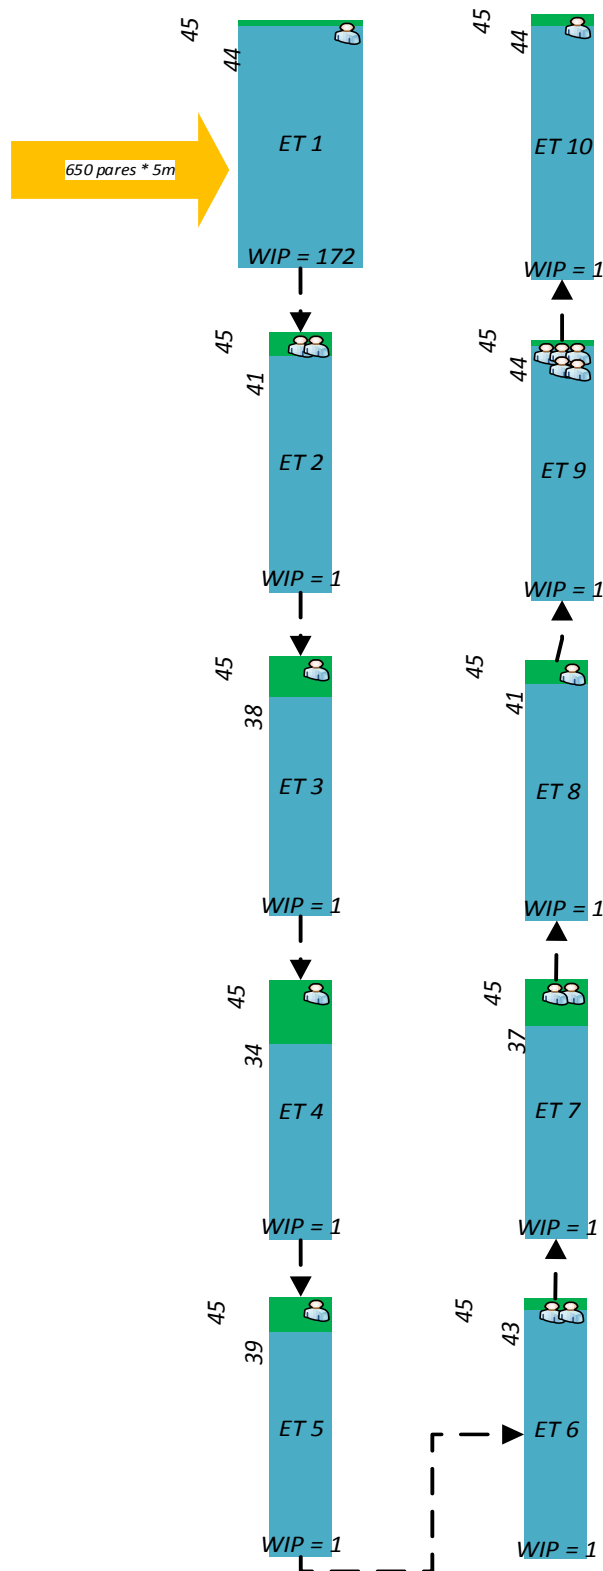 650 pares * 5m
45
44
ET 1
WIP = 172
45
41
ET 2
WIP = 1
45
38
ET 3
WIP = 1
45
34
ET 4
WIP = 1
45
39
ET 5
WIP = 1
45
43
ET 6
WIP = 1
45
37
ET 7
WIP = 1
45
41
ET 8
WIP = 1
45
44
ET 9
WIP = 1
45
44
ET 10
WIP = 1